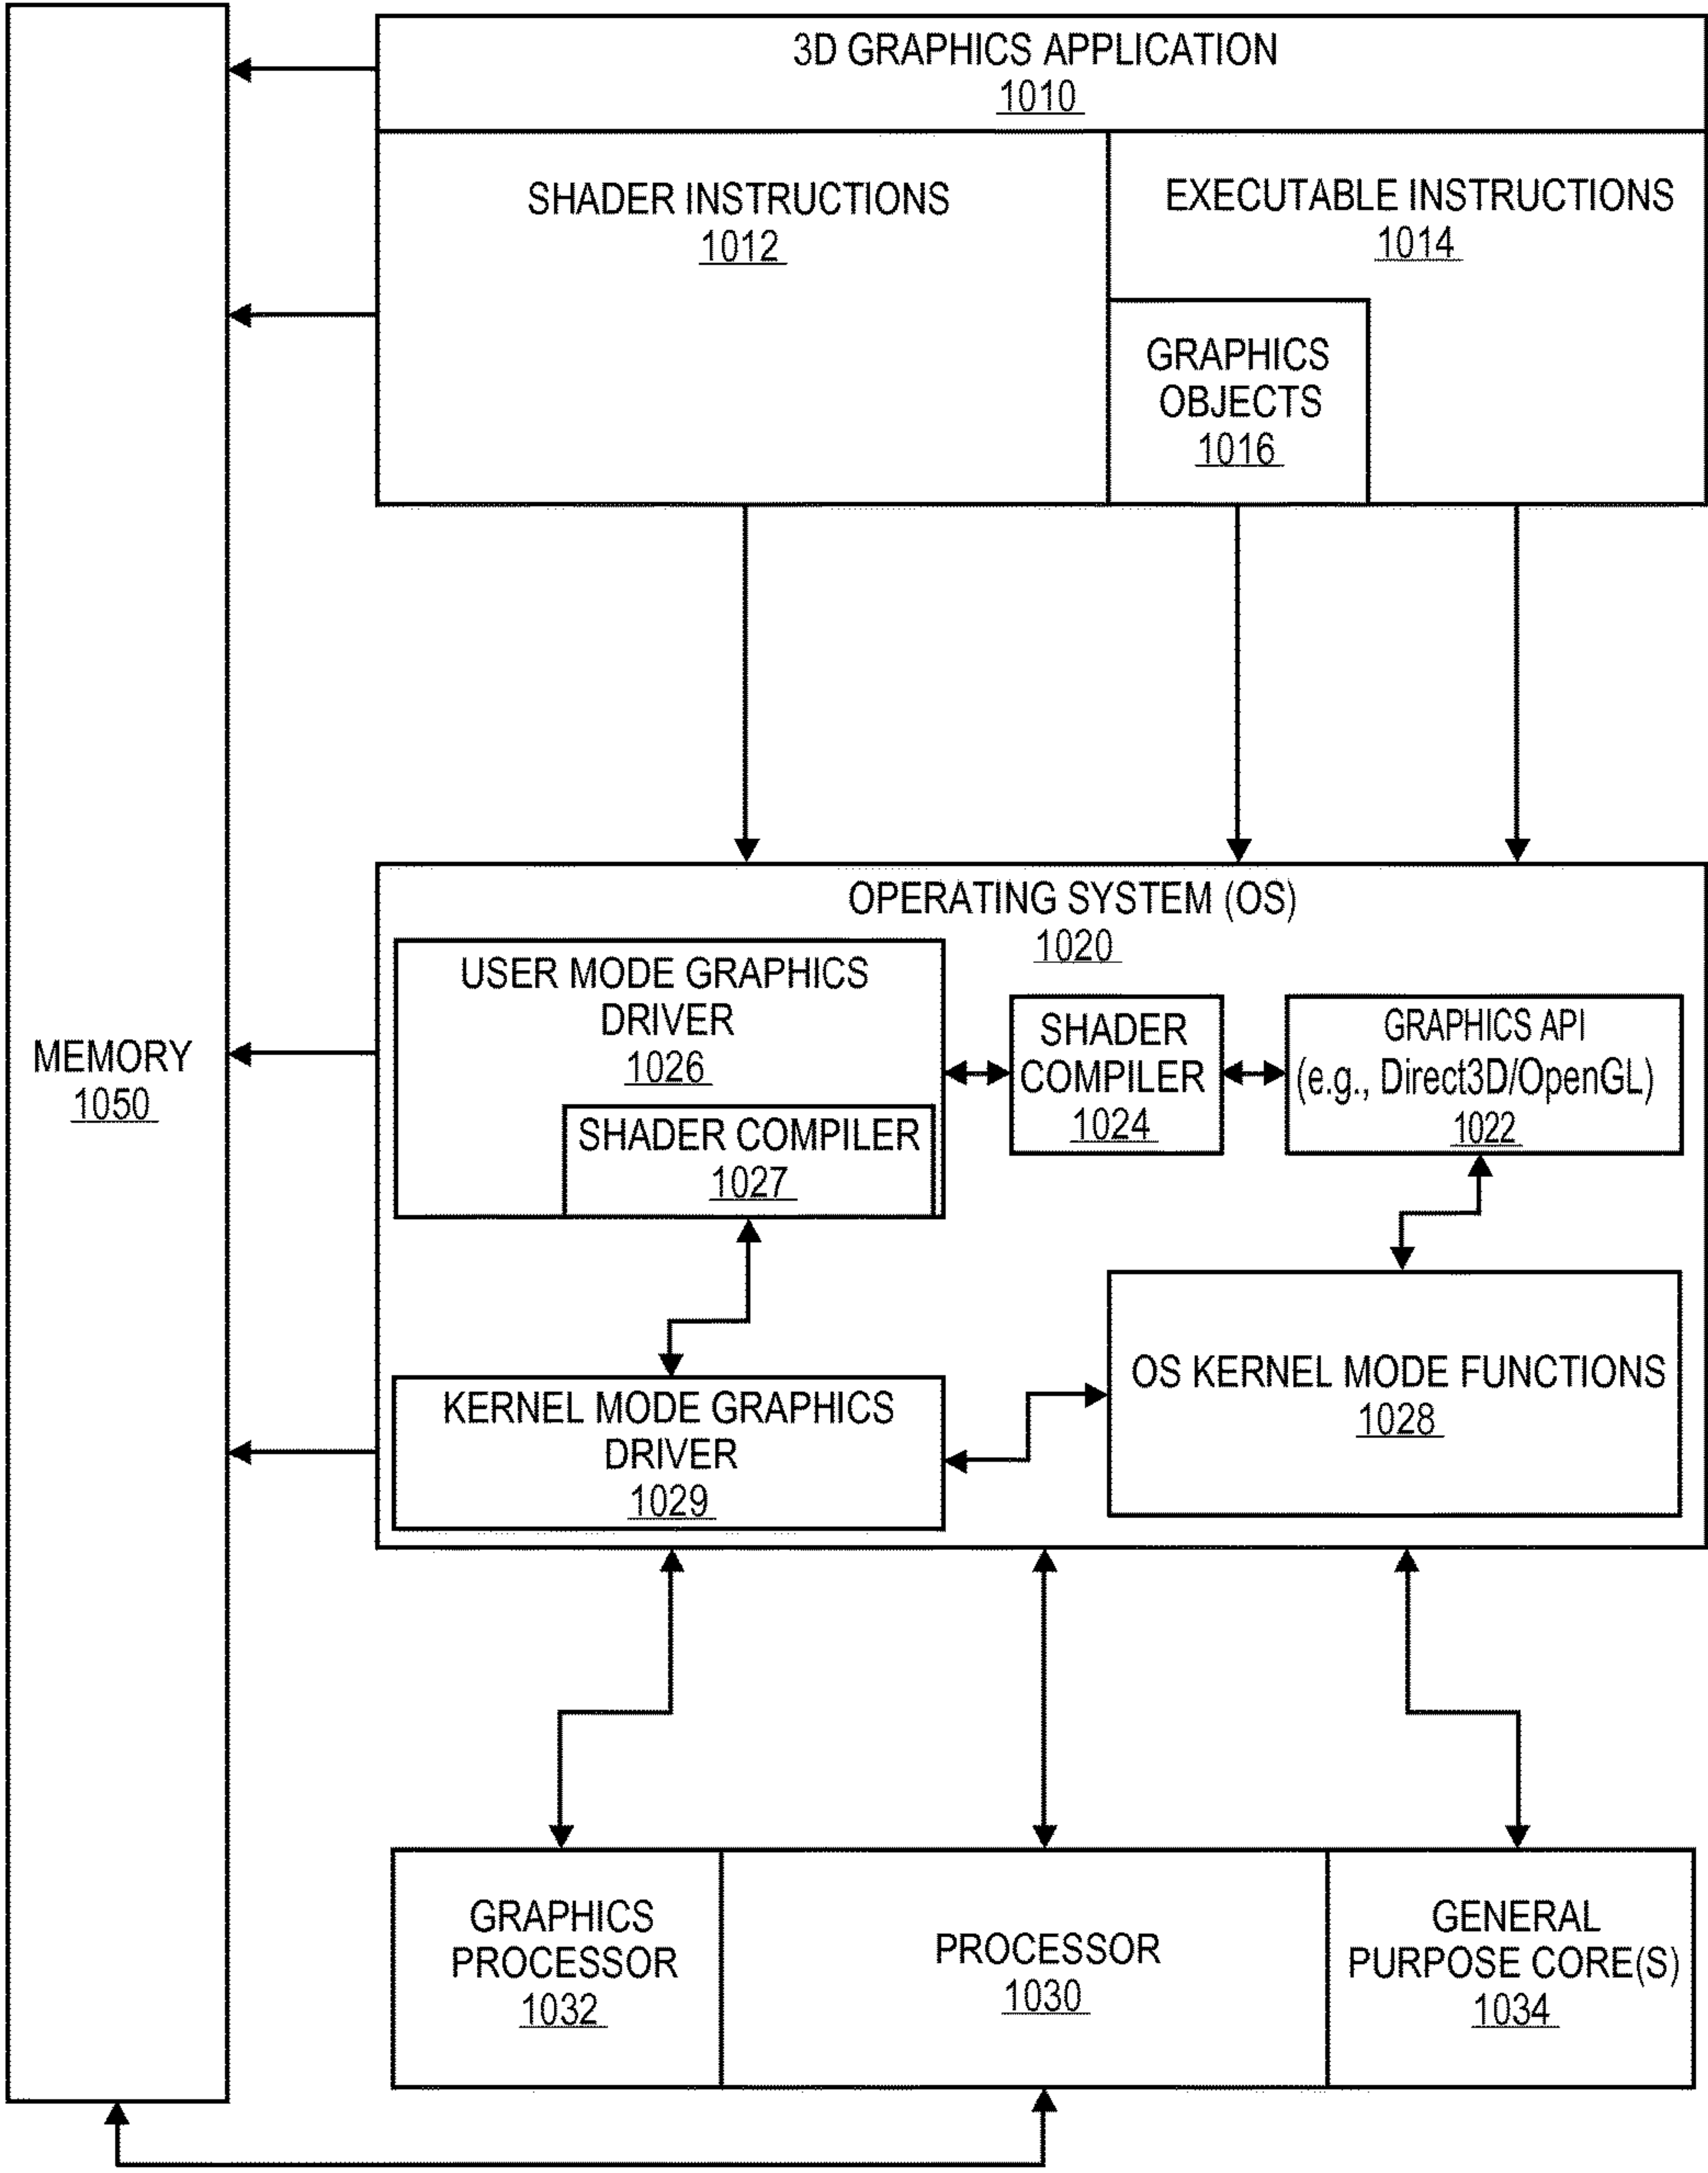 3D GRAPHICS APPLICATION
1010
SHADER INSTRUCTIONS
1012
EXECUTABLE INSTRUCTIONS
1014
GRAPHICS
OBJECTS
1016
MEMORY
1050
OPERATING SYSTEM (OS)
1020
USER MODE GRAPHICS
DRIVER
1026
SHADER COMPILER
1027
SHADER
COMPILER
1024
GRAPHICS API
(e.g., Direct3D/OpenGL)
1022
KERNEL MODE GRAPHICS
DRIVER
1029
OS KERNEL MODE FUNCTIONS
1028
GRAPHICS
PROCESSOR
1032
PROCESSOR
1030
GENERAL
PURPOSE CORE(S)
1034